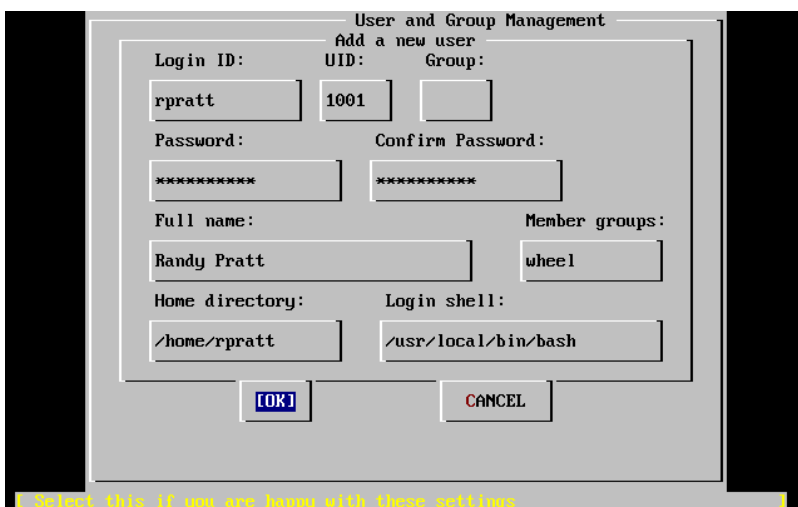 User and Group Management
Add a new user
Login ID: UID: Group:
rpratt 1001
Password: Confirm Password:
********** **********
Full name: Member groups:
Randy Pratt wheel
Home directory: Login shell:
/home/rpratt /usr/local/bin/bash
[OK] CANCEL
[ Select this if you are happy with these settings ]